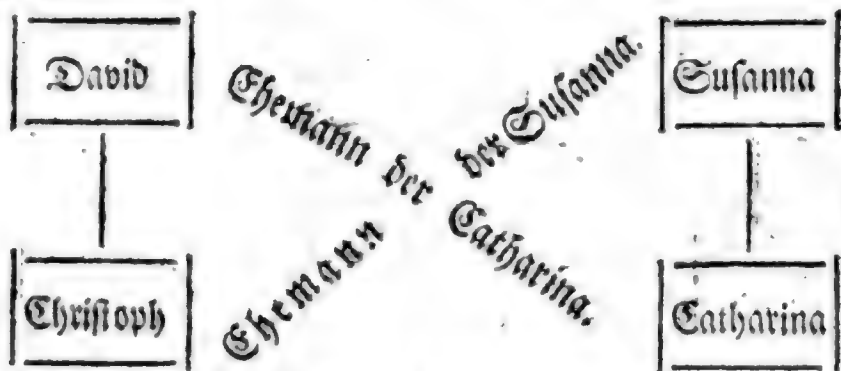 David
Susanna
Ehemann der Catharina.
Ehemann der Susanna.
Christoph
Catharina